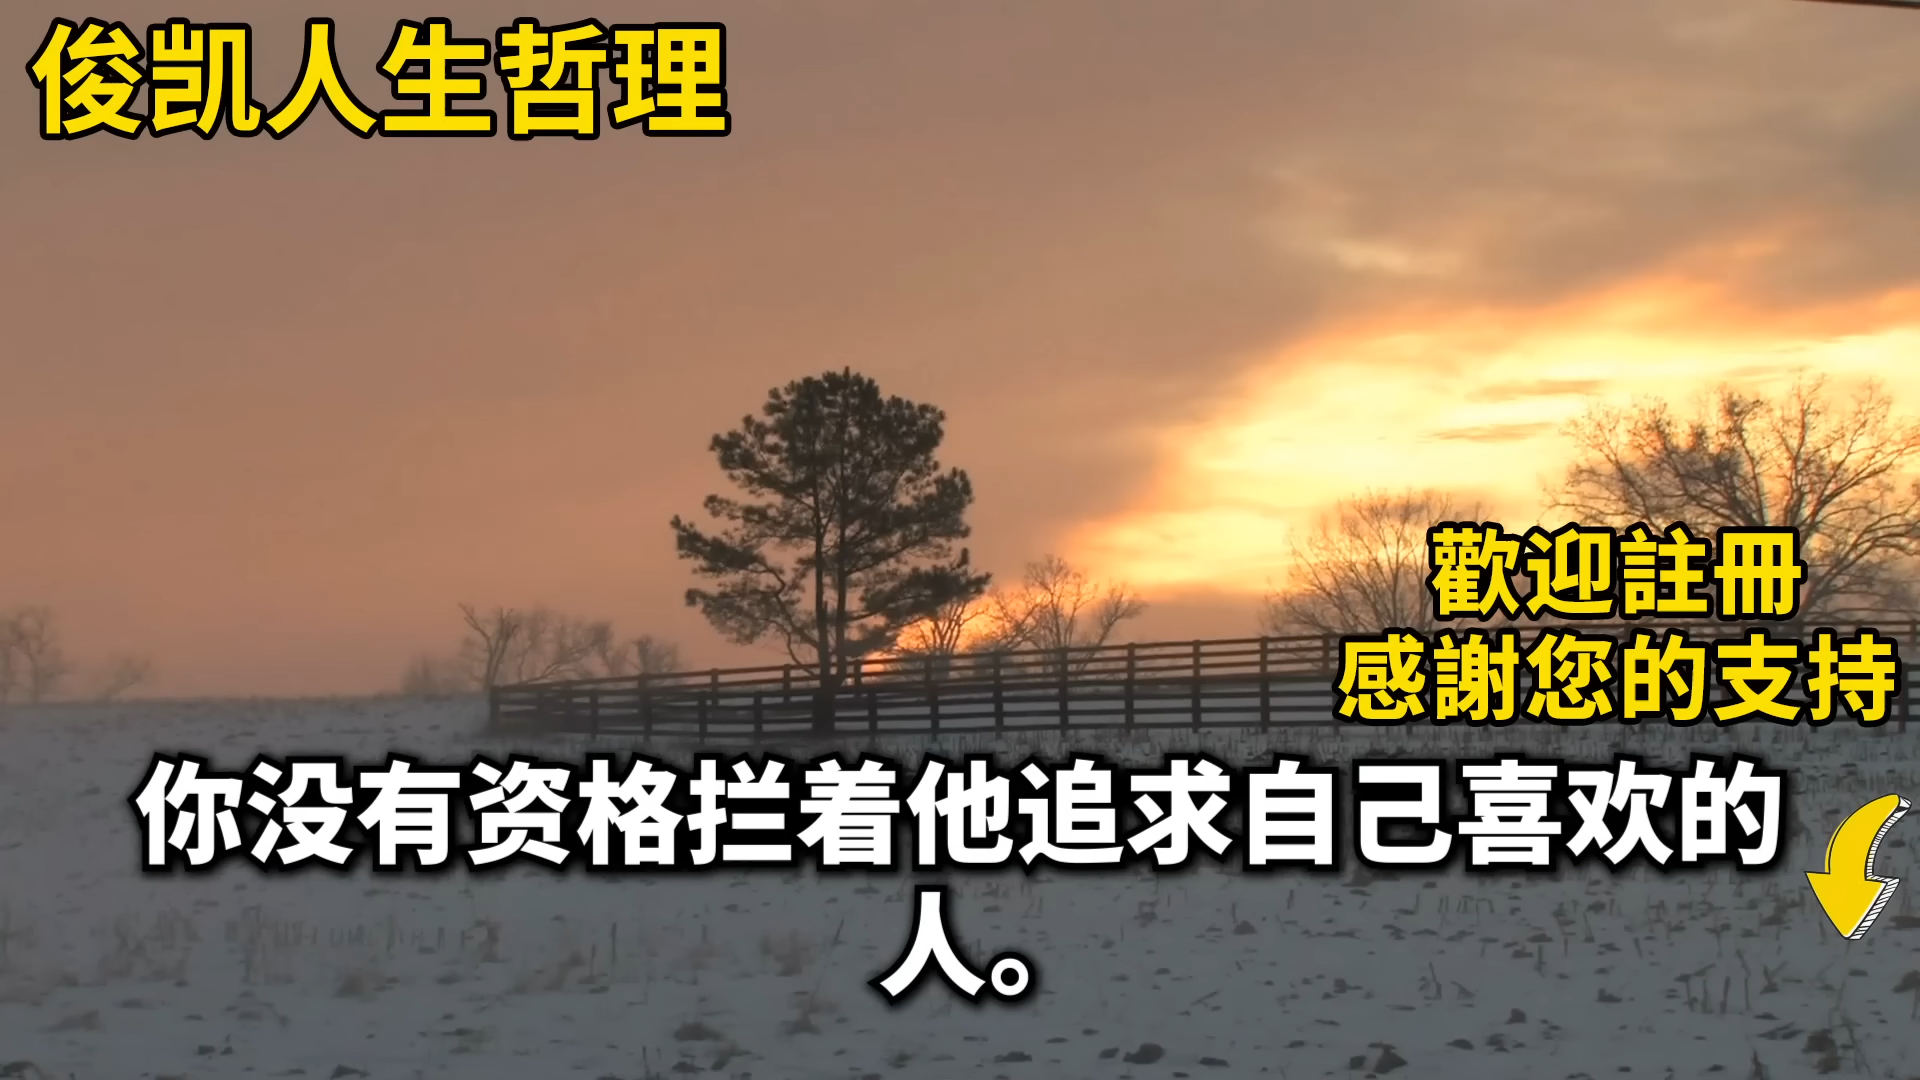 俊凯人生哲理
歡迎註冊
感謝您的支持
你没有资格拦着他追求自己喜欢的
人。